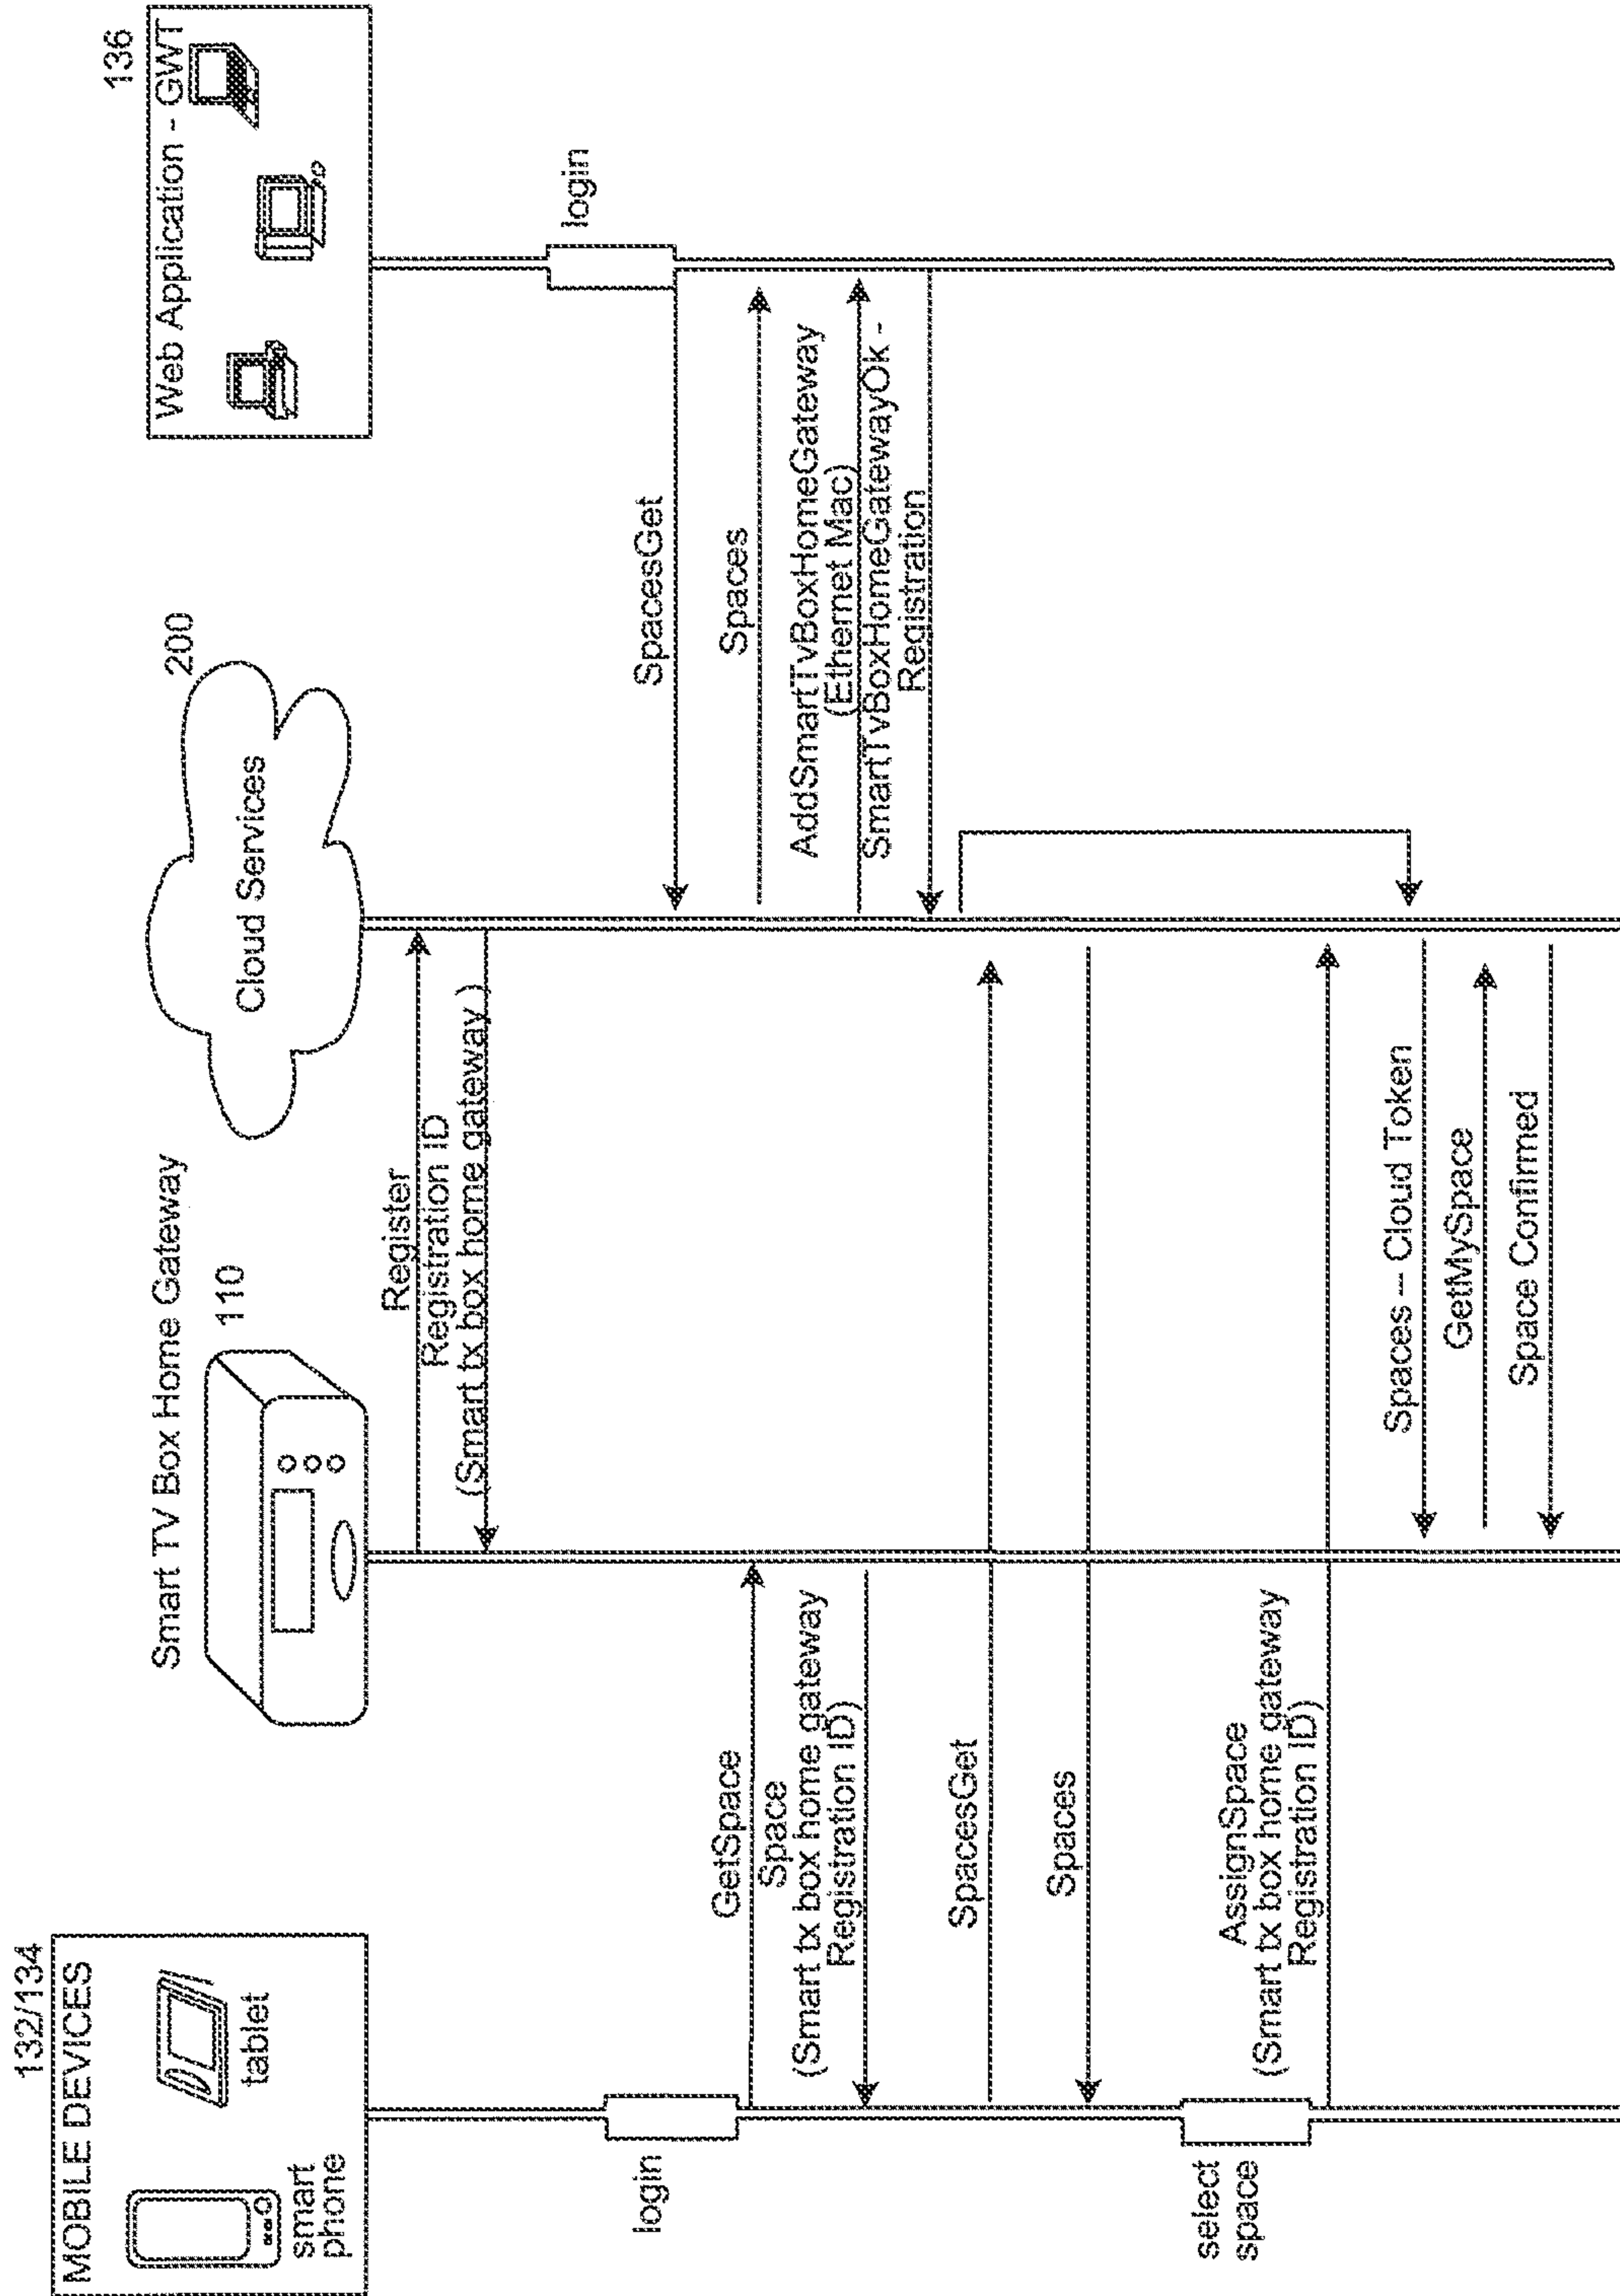 132/134
MOBILE DEVICES
smart
phone
tablet
Smart TV Box Home Gateway
110
Cloud Services
200
136
Web Application - GWT
Register
Registration ID
(Smart tx box home gateway )
login
login
SpacesGet
GetSpace
Spaces
Space
(Smart tx box home gateway
Registration ID)
AddSmartTvBoxHomeGateway
(Ethernet Mac)
SmartTvBoxHomeGatewayOk -
Registration
SpacesGet
Spaces
select
space
AssignSpace
(Smart tx box home gateway
Registration ID)
Spaces -- Cloud Token
GetMySpace
Space Confirmed